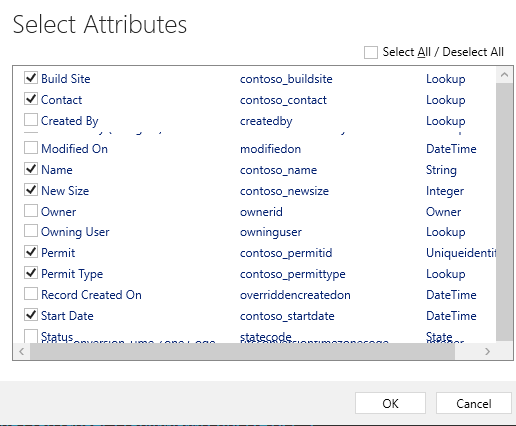 Select Attributes
Select All / Deselect All
Build Site contoso_buildsite Lookup
Contact contoso_contact Lookup
Created By createdby Lookup
Modified On modifiedon DateTime
Name contoso_name String
New Size contoso_newsize Integer
Owner ownerid Owner
Owning User owninguser Lookup
Permit contoso_permitid Uniqueidenti
Permit Type contoso_permittype Lookup
Record Created On overriddencreatedon DateTime
Start Date contoso_startdate DateTime
Status statecode State
OK Cancel